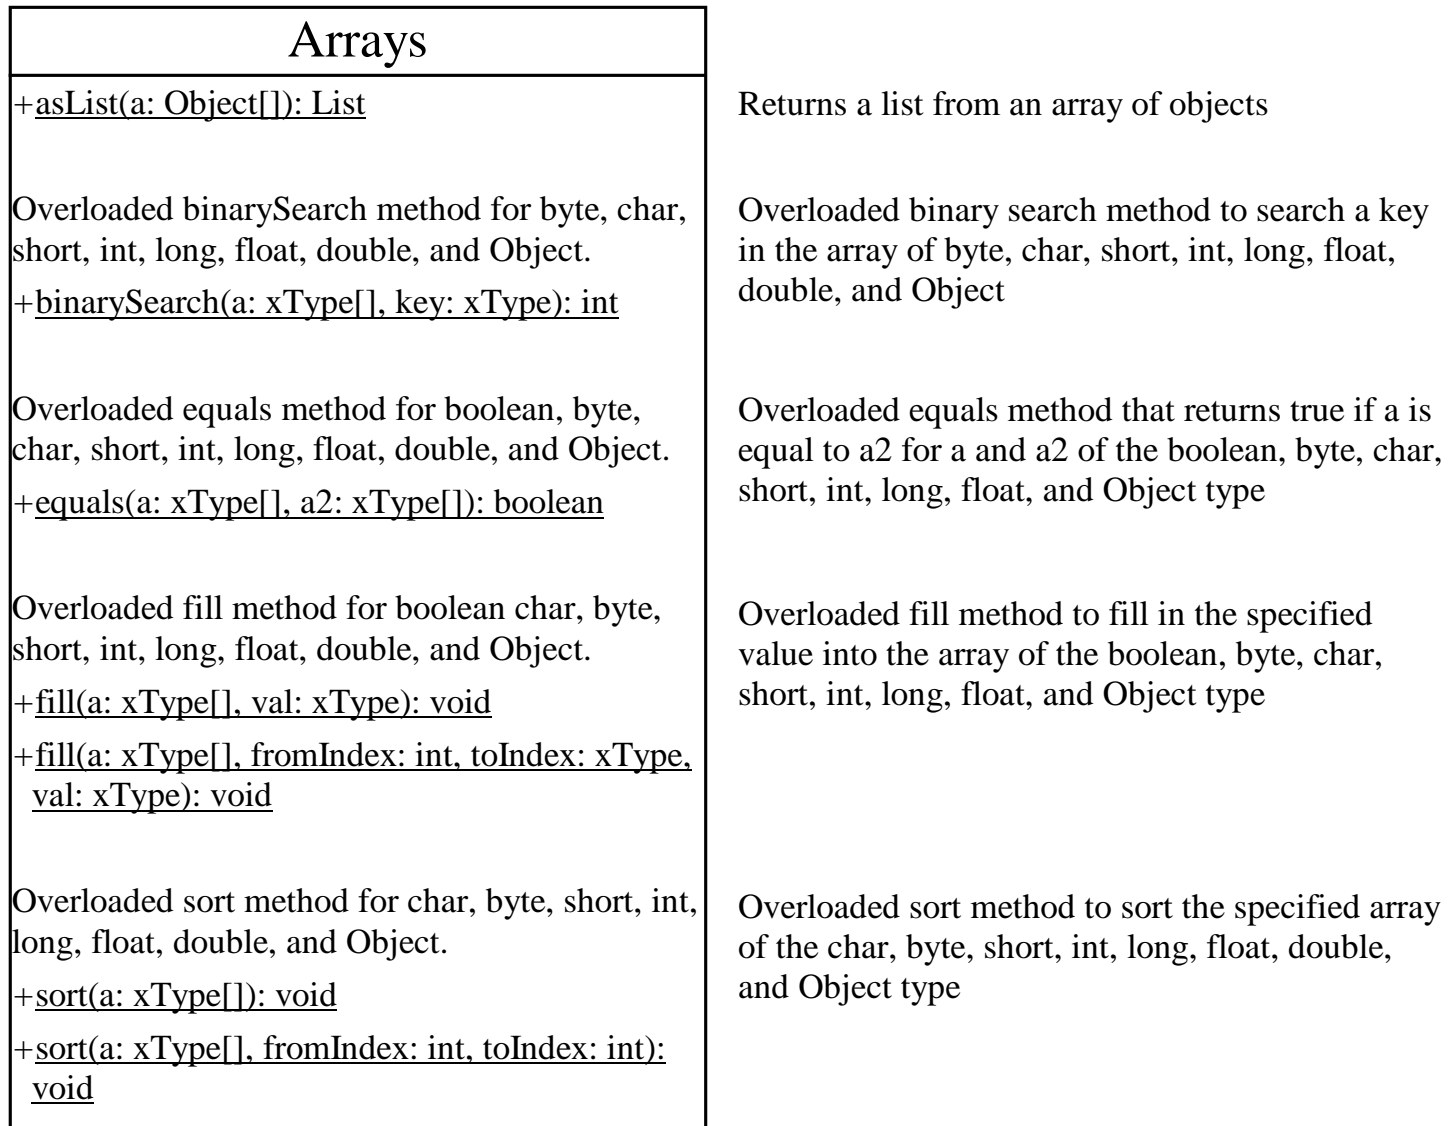 Arrays
+asList(a: Object[]): List
Returns a list from an array of objects
Overloaded binarySearch method for byte, char,
short, int, long, float, double, and Object.
+binarySearch(a: xType[], key: xType): int
Overloaded binary search method to search a key
in the array of byte, char, short, int, long, float,
double, and Object
Overloaded equals method for boolean, byte,
char, short, int, long, float, double, and Object.
+equals(a: xType[], a2: xType[]): boolean
Overloaded equals method that returns true if a is
equal to a2 for a and a2 of the boolean, byte, char,
short, int, long, float, and Object type
Overloaded fill method for boolean char, byte,
short, int, long, float, double, and Object.
+fill(a: xType[], val: xType): void
+fill(a: xType[], fromIndex: int, toIndex: xType,
val: xType): void
Overloaded fill method to fill in the specified
value into the array of the boolean, byte, char,
short, int, long, float, and Object type
Overloaded sort method for char, byte, short, int,
long, float, double, and Object.
+sort(a: xType[]): void
+sort(a: xType[], fromIndex: int, toIndex: int):
void
Overloaded sort method to sort the specified array
of the char, byte, short, int, long, float, double,
and Object type